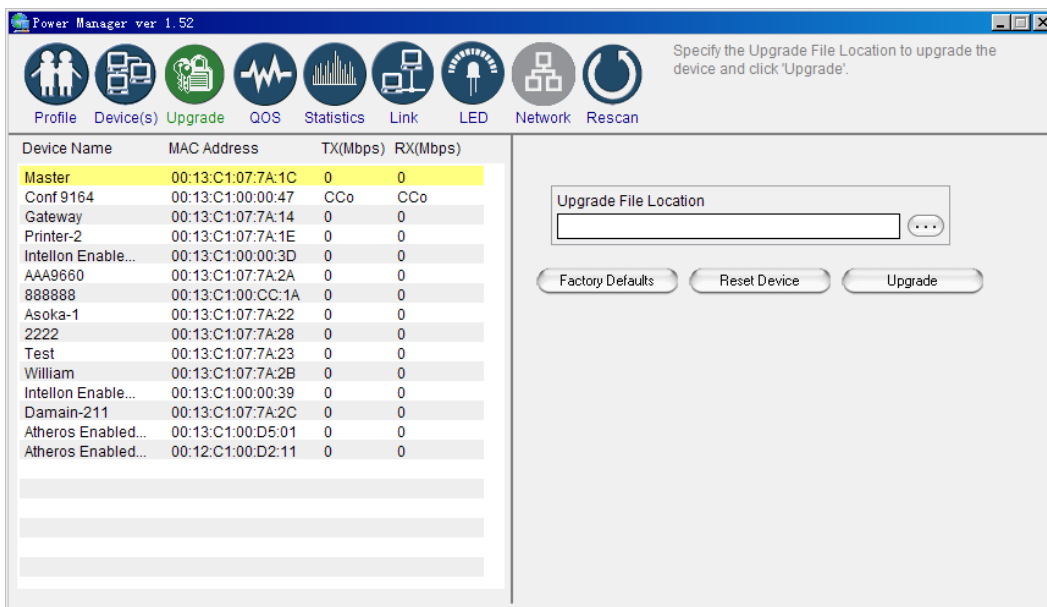 Power Manager ver 1.52
Specify the Upgrade File Location to upgrade the
device and click 'Upgrade'.
Profile Device(s) Upgrade QOS Statistics Link LED Network Rescan
Device Name MAC Address TX(Mbps) RX(Mbps)
Master 00:13:C1:07:7A:1C 0 0
Conf 9164 00:13:C1:00:00:47 CCo CCo
Gateway 00:13:C1:07:7A:14 0 0
Printer-2 00:13:C1:07:7A:1E 0 0
Intellon Enable... 00:13:C1:00:00:3D 0 0
AAA9660 00:13:C1:07:7A:2A 0 0
888888 00:13:C1:00:CC:1A 0 0
Asoka-1 00:13:C1:07:7A:22 0 0
2222 00:13:C1:07:7A:28 0 0
Test 00:13:C1:07:7A:23 0 0
William 00:13:C1:07:7A:2B 0 0
Intellon Enable... 00:13:C1:00:00:39 0 0
Damain-211 00:13:C1:07:7A:2C 0 0
Atheros Enabled... 00:13:C1:00:D5:01 0 0
Atheros Enabled... 00:12:C1:00:D2:11 0 0
Upgrade File Location
...
Factory Defaults Reset Device Upgrade